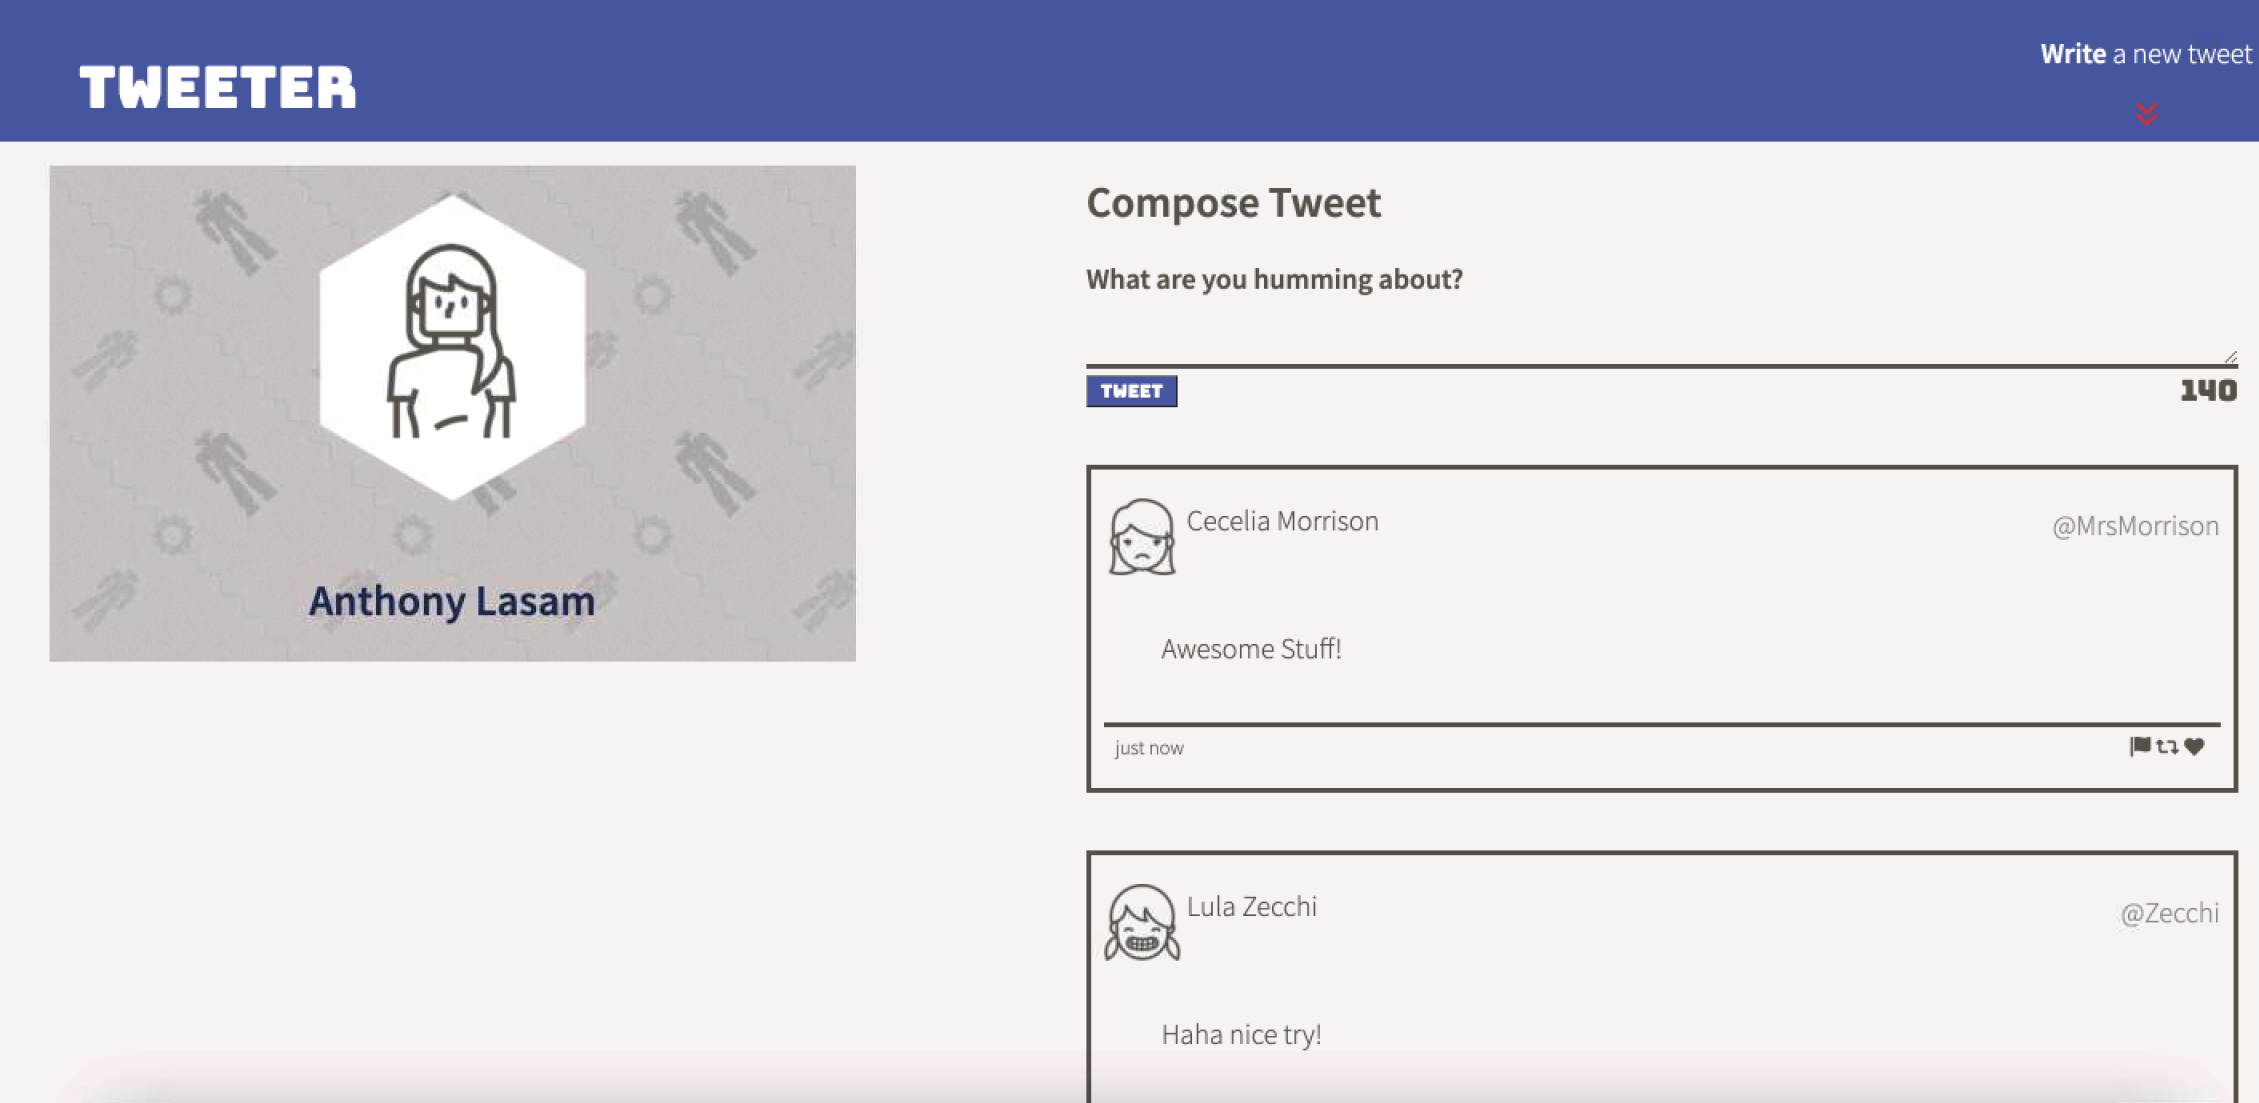 TWEETER
Write a new tweet
Anthony Lasam
Compose Tweet
What are you humming about?
TWEET
140
Cecelia Morrison
@MrsMorrison
Awesome Stuff!
just now
Lula Zecchi
@Zecchi
Haha nice try!